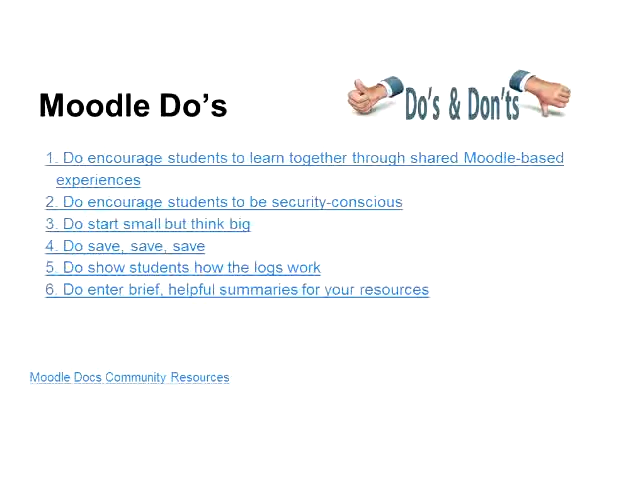 Moodle Do's
Do's & Don'ts
1. Do encourage students to learn together through shared Moodle-based
experiences
2. Do encourage students to be security-conscious
3. Do start small but think big
4. Do save, save, save
5. Do show students how the logs work
6. Do enter brief, helpful summaries for your resources
Moodle Docs Community Resources